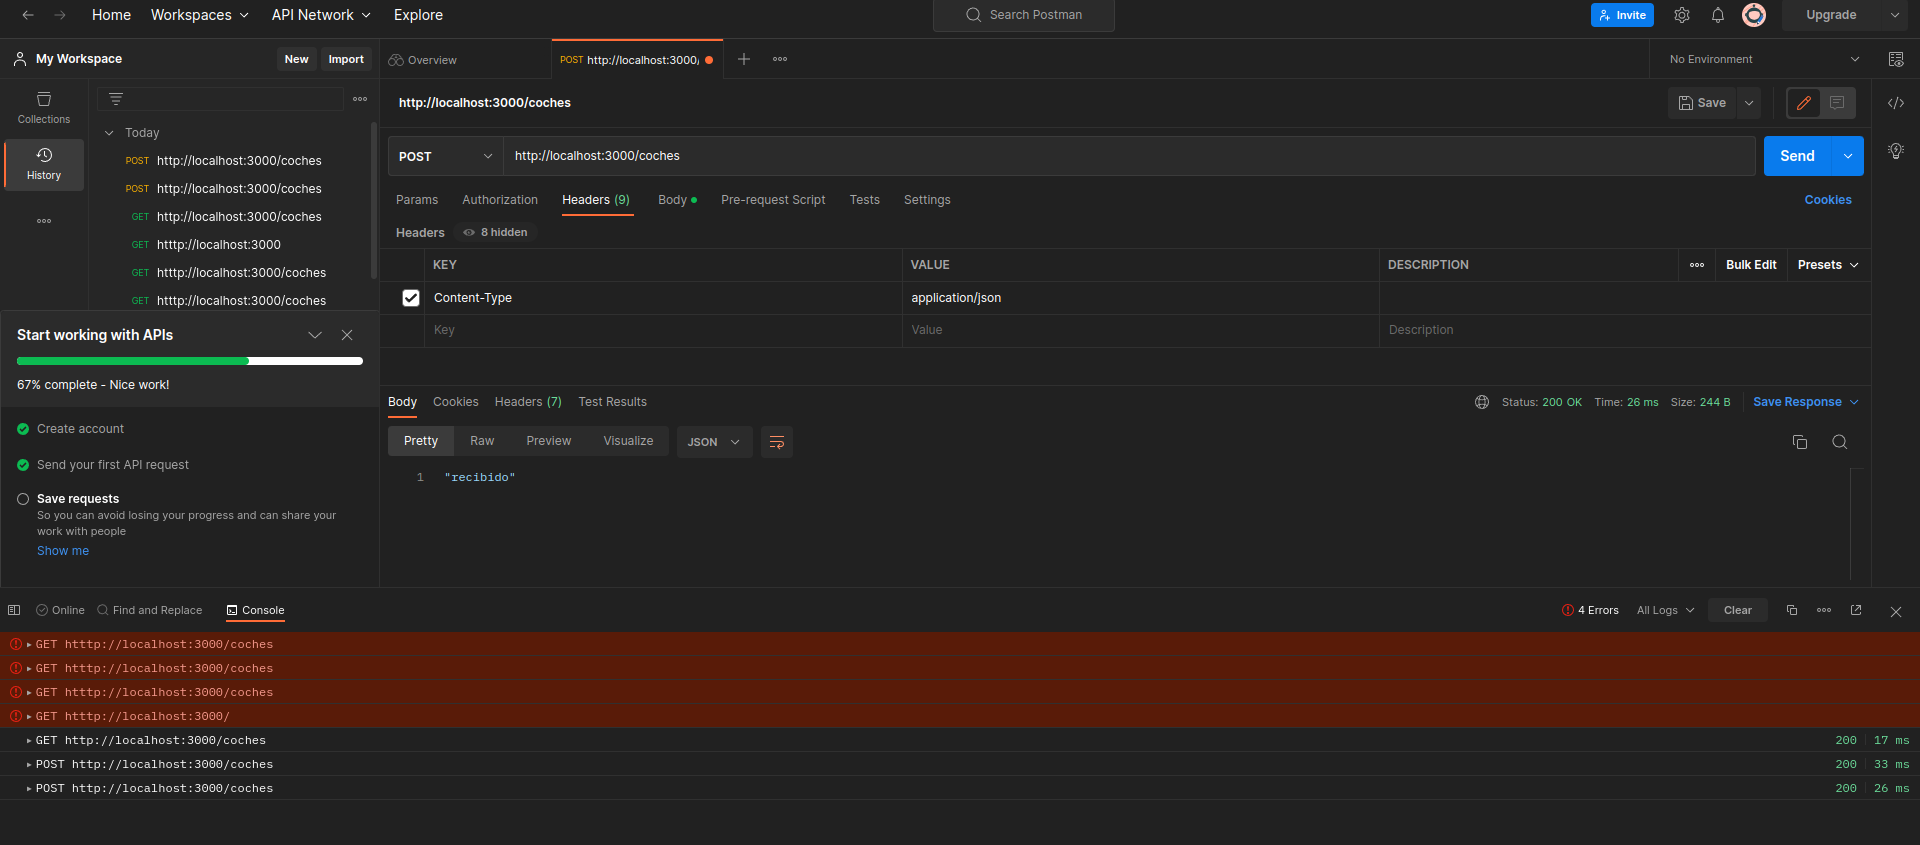 Home Workspaces API Network Explore Search Postman Invite Upgrade
My Workspace New Import Overview POST http://localhost:3000/ No Environment
Collections
History
Today
POST http://localhost:3000/coches
POST http://localhost:3000/coches
GET http://localhost:3000/coches
GET htttp://localhost:3000
GET htttp://localhost:3000/coches
GET htttp://localhost:3000/coches
Start working with APIs
67% complete - Nice work!
Create account
Send your first API request
Save requests
So you can avoid losing your progress and can share your
work with people
Show me
http://localhost:3000/coches Save
POST http://localhost:3000/coches Send
Params Authorization Headers (9) Body Pre-request Script Tests Settings Cookies
Headers 8 hidden
KEY VALUE DESCRIPTION Bulk Edit Presets
Content-Type application/json
Key Value Description
Body Cookies Headers (7) Test Results Status: 200 OK Time: 26 ms Size: 244 B Save Response
Pretty Raw Preview Visualize JSON
1 "recibido"
Online Find and Replace Console 4 Errors All Logs Clear
GET htttp://localhost:3000/coches
GET htttp://localhost:3000/coches
GET htttp://localhost:3000/coches
GET htttp://localhost:3000/
GET http://localhost:3000/coches 200 17 ms
POST http://localhost:3000/coches 200 33 ms
POST http://localhost:3000/coches 200 26 ms